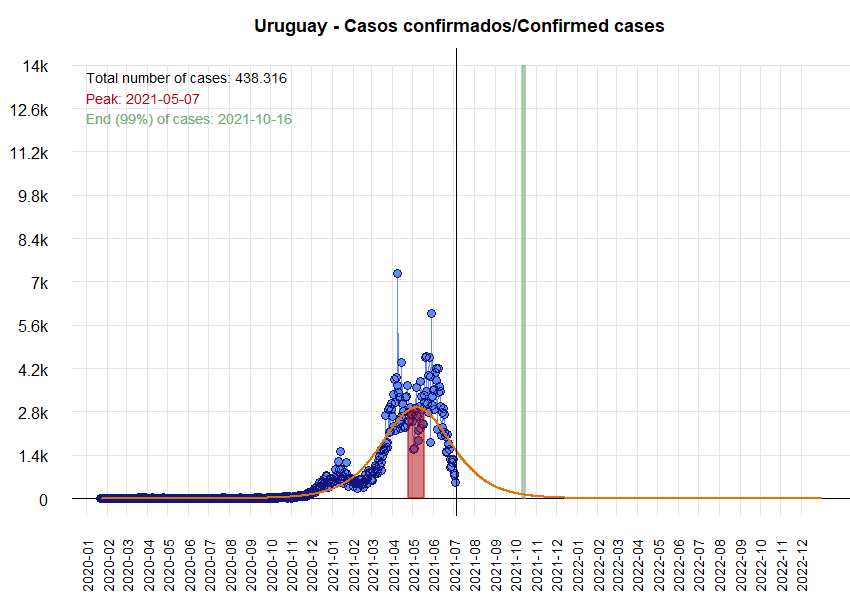 Uruguay - Casos confirmados/Confirmed cases
14k
Total number of cases: 438.316
Peak: 2021-05-07
End (99%) of cases: 2021-10-16
12.6k
11.2k
9.8k
8.4k
7k
5.6k
4.2k
2.8k
1.4k
0
2020-01
2020-02
2020-03
2020-04
2020-05
2020-06
2020-07
2020-08
2020-09
2020-10
2020-11
2020-12
2021-01
2021-02
2021-03
2021-04
2021-05
2021-06
2021-07
2021-08
2021-09
2021-10
2021-11
2021-12
2022-01
2022-02
2022-03
2022-04
2022-05
2022-06
2022-07
2022-08
2022-09
2022-10
2022-11
2022-12